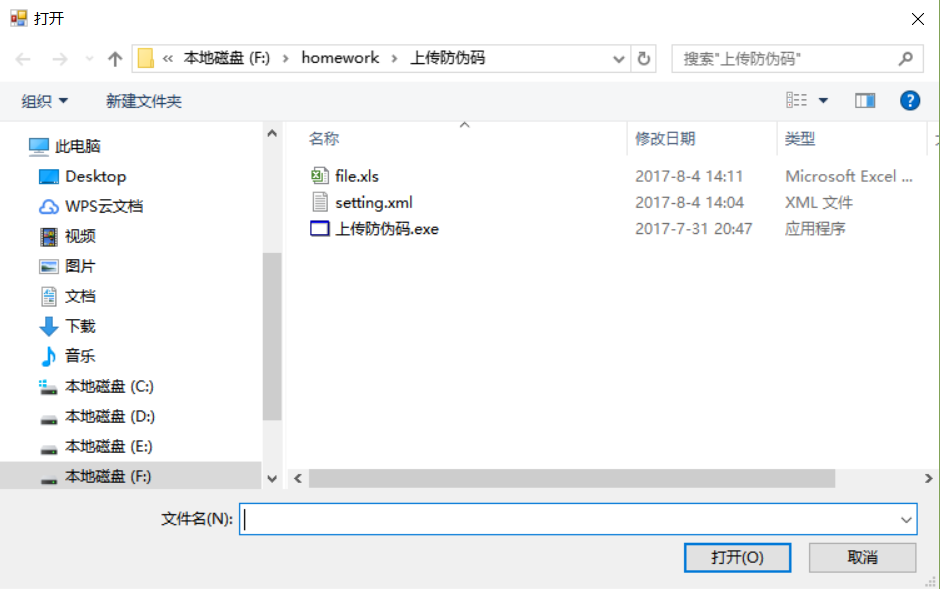 打开
« 本地磁盘 (F:) › homework › 上传防伪码
搜索"上传防伪码"
组织 新建文件夹
名称 修改日期 类型
此电脑
Desktop
WPS云文档
视频
图片
文档
下载
音乐
本地磁盘 (C:)
本地磁盘 (D:)
本地磁盘 (E:)
本地磁盘 (F:)
file.xls 2017-8-4 14:11 Microsoft Excel ...
setting.xml 2017-8-4 14:04 XML 文件
上传防伪码.exe 2017-7-31 20:47 应用程序
文件名(N):
打开(O) 取消